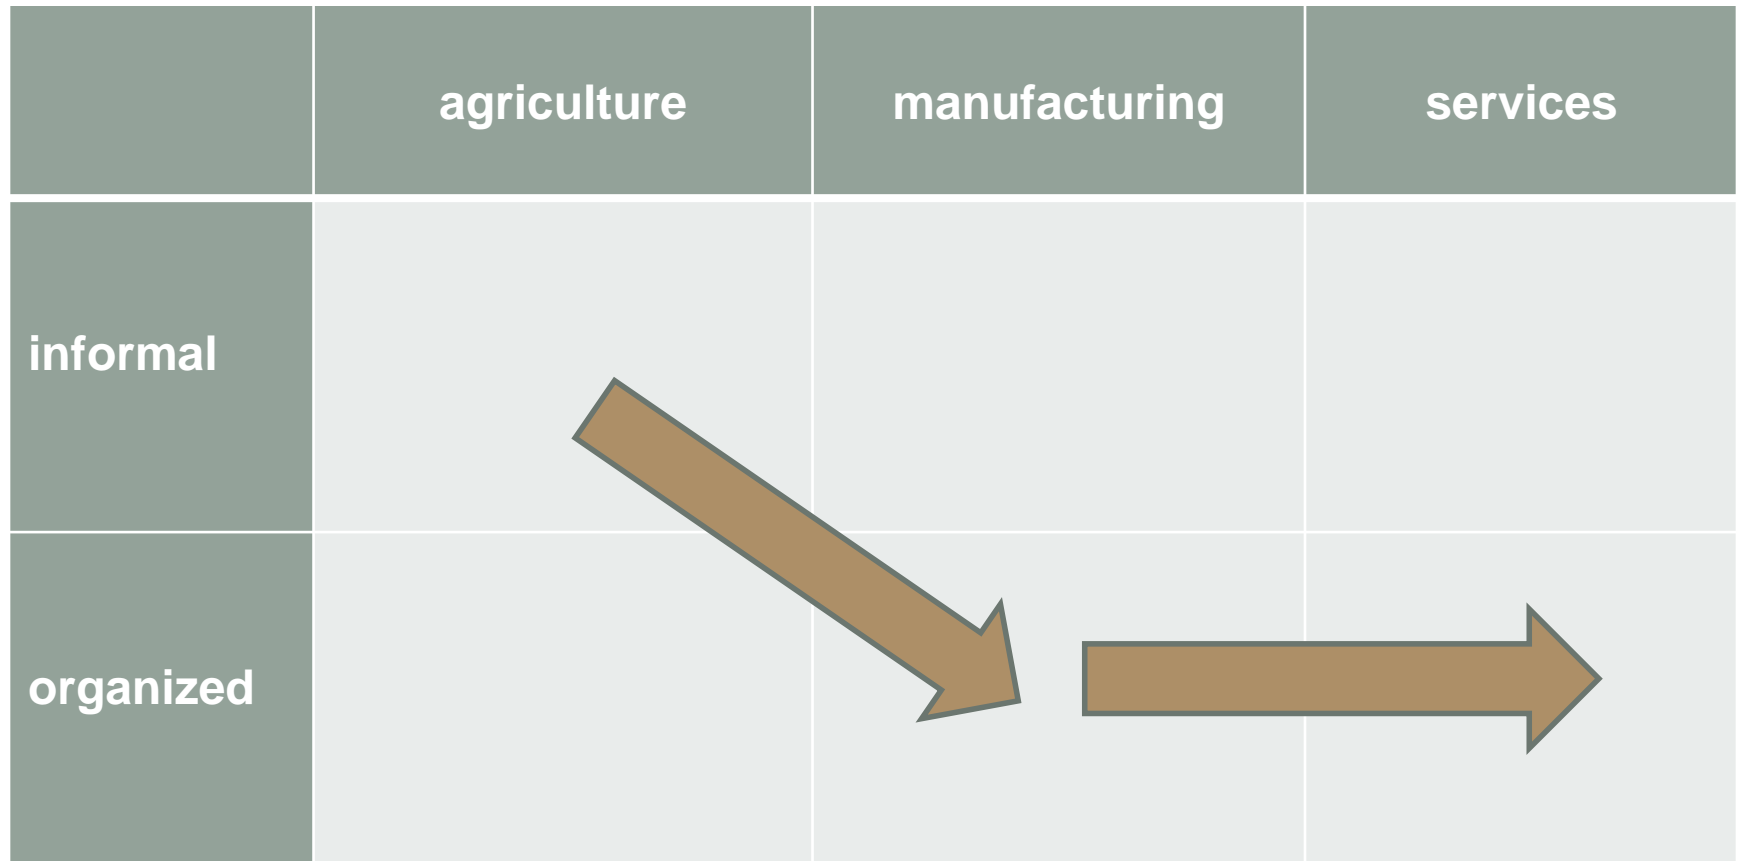 agriculture manufacturing services
informal
organized